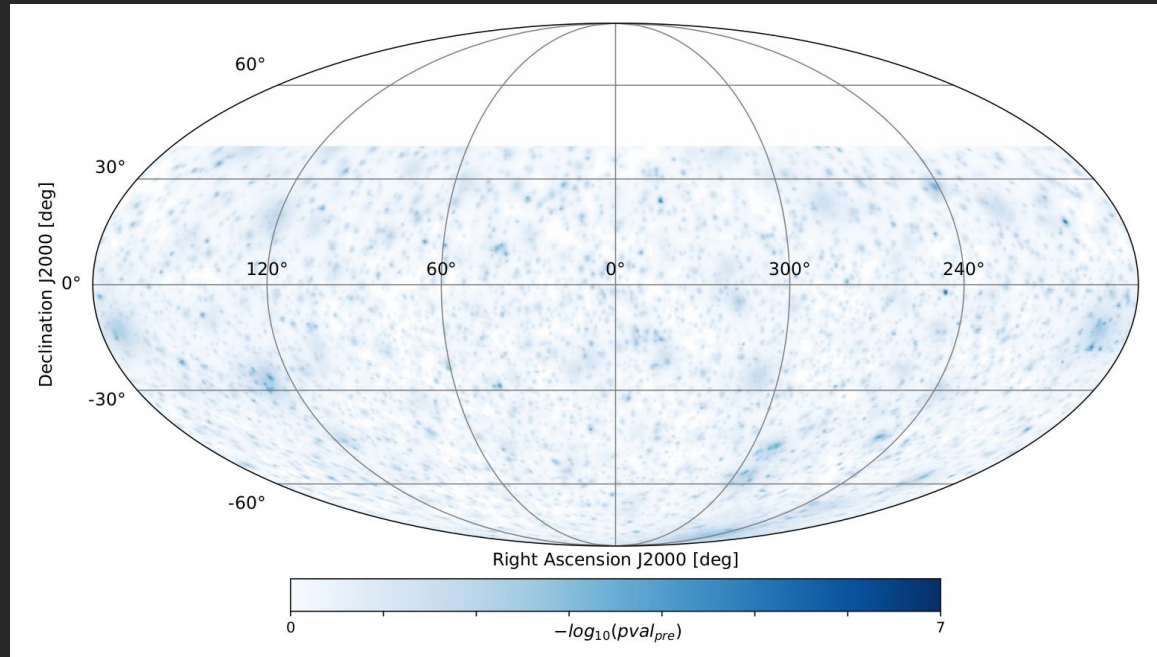 60°
30°
Declination J2000 [deg]
120° 60° 0° 300° 240°
0°
-30°
-60°
Right Ascension J2000 [deg]
0 7
−log₁₀(pvalₚᵣₑ)